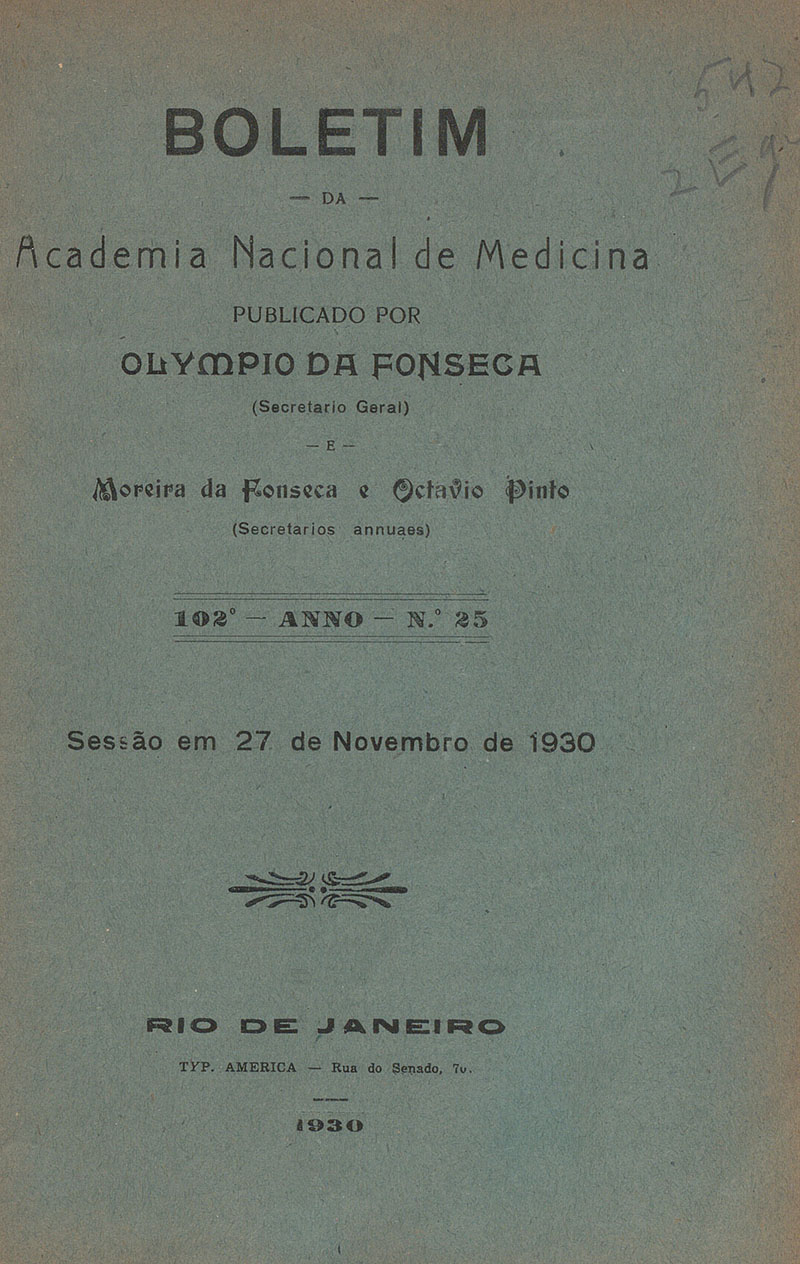 BOLETIM
— DA —
Academia Nacional de Medicina
PUBLICADO POR
OLYMPIO DA FONSECA
(Secretario Geral)
— E —
Moreira da Fonseca e Octavio Pinto
(Secretarios annuaes)
102º — ANNO — N.º 25
Sessão em 27 de Novembro de 1930
RIO DE JANEIRO
TYP. AMERICA — Rua do Senado,
1930